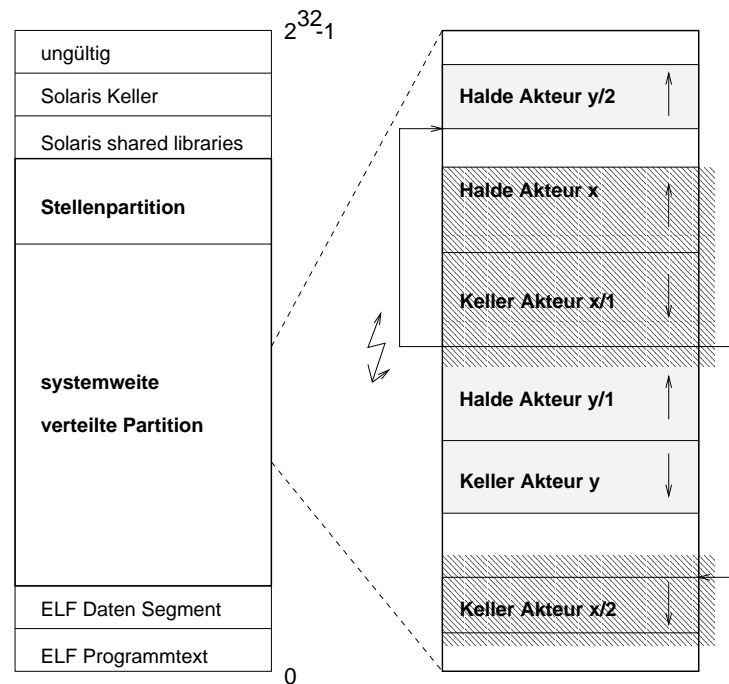 2^32-1
ungültig
Solaris Keller
Solaris shared libraries
Stellenpartition
systemweite
verteilte Partition
ELF Daten Segment
ELF Programmtext
0
Halde Akteur y/2
Halde Akteur x
Keller Akteur x/1
Halde Akteur y/1
Keller Akteur y
Keller Akteur x/2